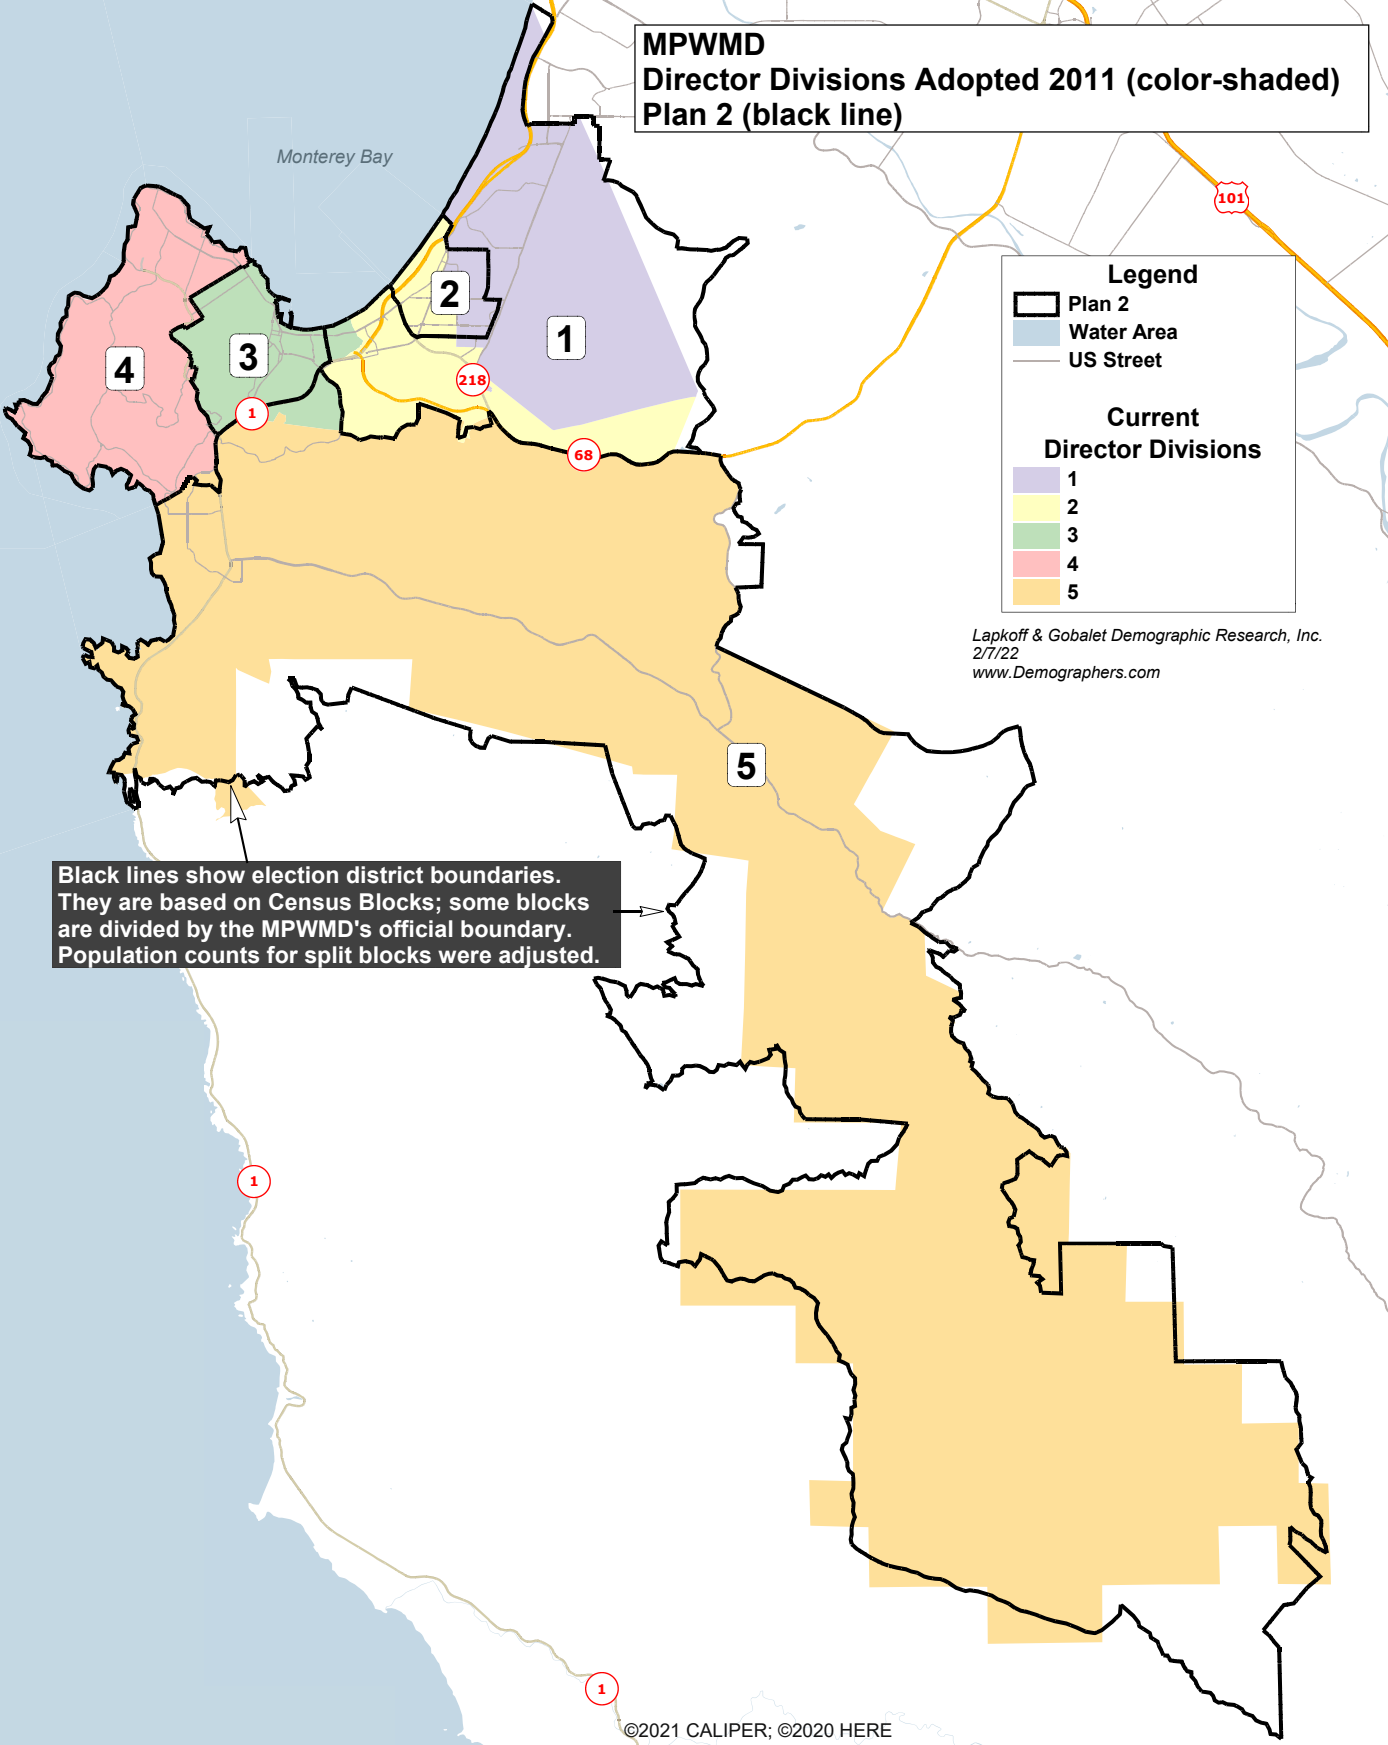 MPWMD
Director Divisions Adopted 2011 (color-shaded)
Plan 2 (black line)
Monterey Bay
101
Legend
Plan 2
Water Area
US Street
Current
Director Divisions
1
2
3
4
5
Lapkoff & Gobalet Demographic Research, Inc.
2/7/22
www.Demographers.com
2
1
3
4
218
1
68
5
Black lines show election district boundaries.
They are based on Census Blocks; some blocks
are divided by the MPWMD's official boundary.
Population counts for split blocks were adjusted.
1
1
©2021 CALIPER; ©2020 HERE